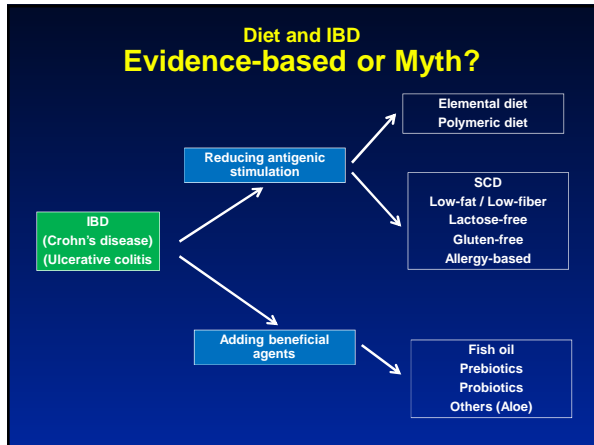 Diet and IBD
Evidence-based or Myth?
Elemental diet
Polymeric diet
Reducing antigenic
stimulation
SCD
Low-fat / Low-fiber
Lactose-free
Gluten-free
Allergy-based
IBD
(Crohn's disease)
(Ulcerative colitis
Adding beneficial
agents
Fish oil
Prebiotics
Probiotics
Others (Aloe)